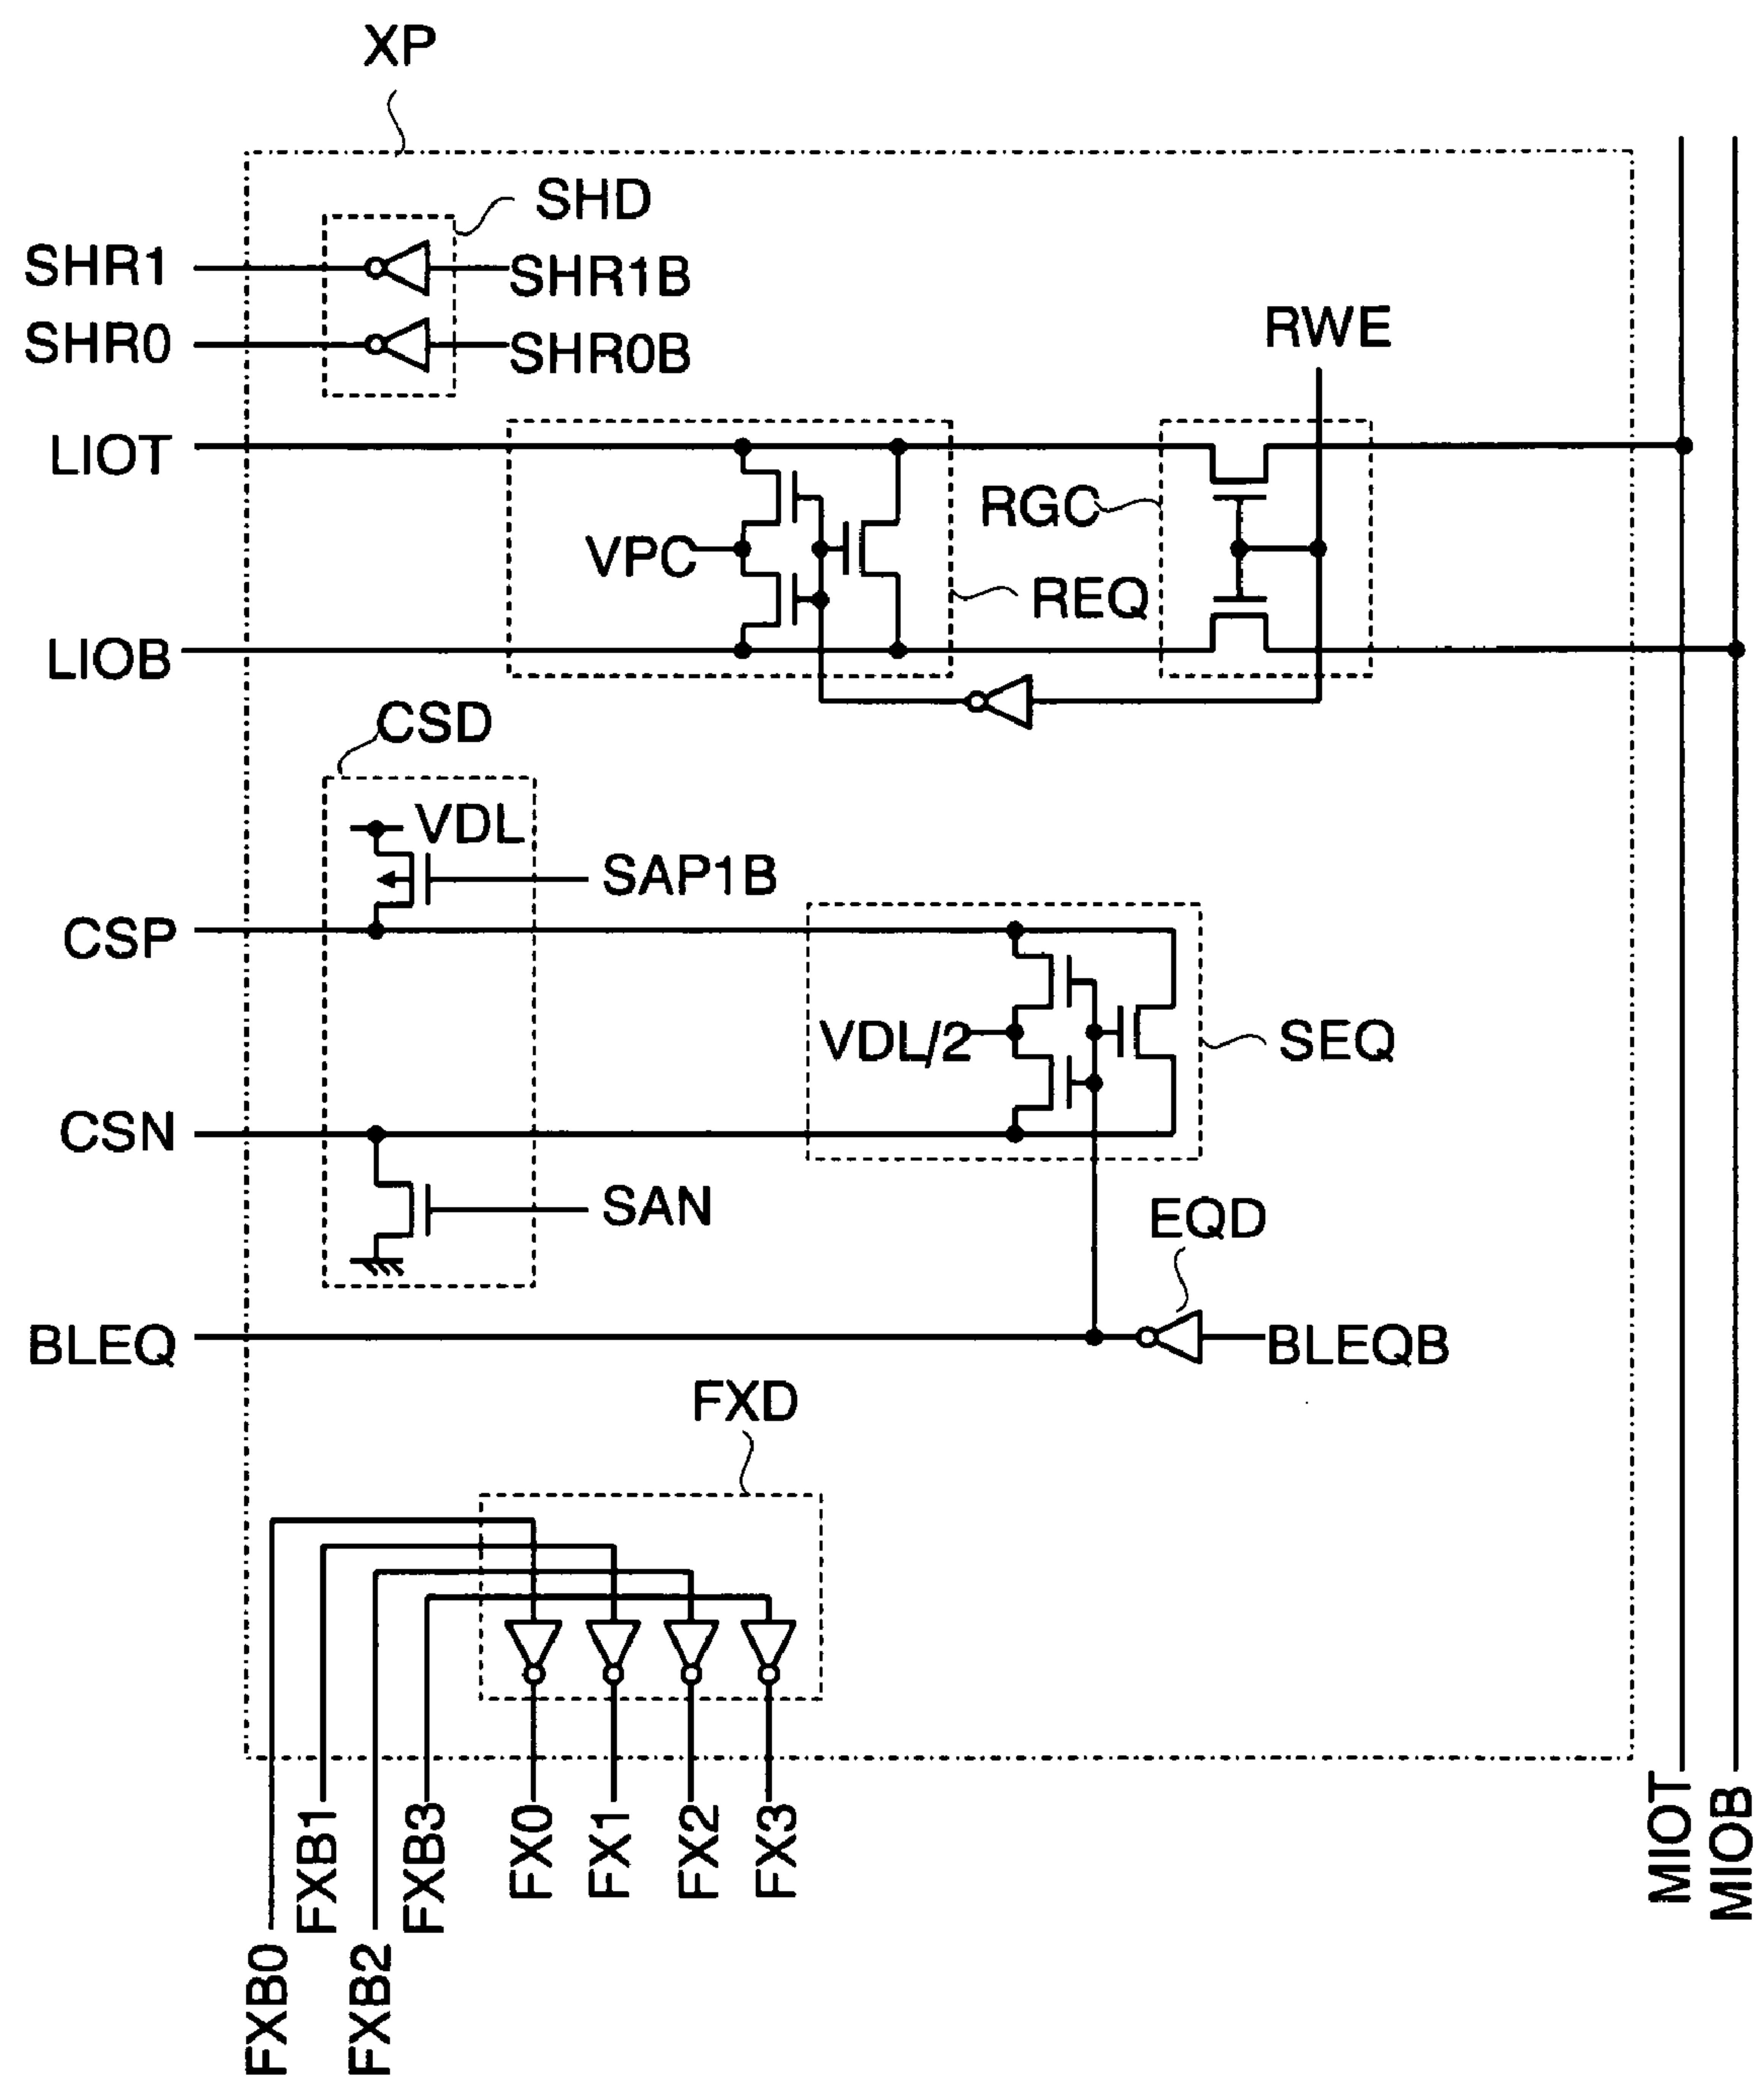 XP
SHD
SHR1
SHR1B
SHR0
SHR0B
RWE
LIOT
RGC
VPC
REQ
LIOB
CSD
VDL
SAP1B
CSP
VDL/2
SEQ
CSN
SAN
EQD
BLEQ
BLEQB
FXD
FXB0
FXB1
FXB2
FXB3
FX0
FX1
FX2
FX3
MIOT
MIOB